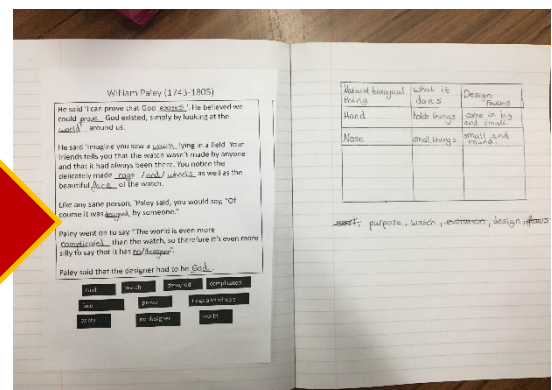 William Paley (1743-1805)
He said 'I can prove that God exists'. He believed we
could prove God existed, simply by looking at the
world around us.
He said 'Imagine you saw a watch lying in a field. Your
friends tells you that the watch wasn't made by anyone
and that it had always been there. You notice the
delicately made cogs /and/ wheels as well as the
beautiful face of the watch.
Like any sane person, 'Paley said, you would say, "Of
course it was designed by someone."
Paley went on to say "The world is even more
complicated than the watch, so therefore it's even more
silly to say that it has no/designer".
Paley said that the designer had to be God.
God watch designed complicated
face prove cogs and wheels
exists no designer world
Natural biological thing what it does Design
Hand holds things come in big and small.
Nose smell things small and round.
purpose, watch, evolution, design